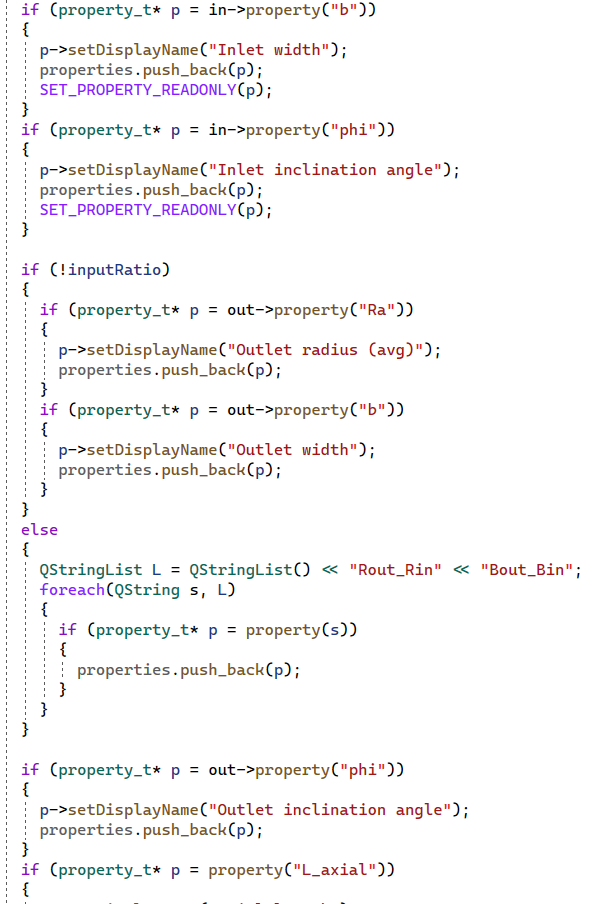 if (property_t* p = in->property("b"))
{
p->setDisplayName("Inlet width");
properties.push_back(p);
SET_PROPERTY_READONLY(p);
}
if (property_t* p = in->property("phi"))
{
p->setDisplayName("Inlet inclination angle");
properties.push_back(p);
SET_PROPERTY_READONLY(p);
}
if (!inputRatio)
{
if (property_t* p = out->property("Ra"))
{
p->setDisplayName("Outlet radius (avg)");
properties.push_back(p);
}
if (property_t* p = out->property("b"))
{
p->setDisplayName("Outlet width");
properties.push_back(p);
}
}
else
{
QStringList L = QStringList() << "Rout_Rin" << "Bout_Bin";
foreach(QString s, L)
{
if (property_t* p = property(s))
{
properties.push_back(p);
}
}
}
if (property_t* p = out->property("phi"))
{
p->setDisplayName("Outlet inclination angle");
properties.push_back(p);
}
if (property_t* p = property("L_axial"))
{